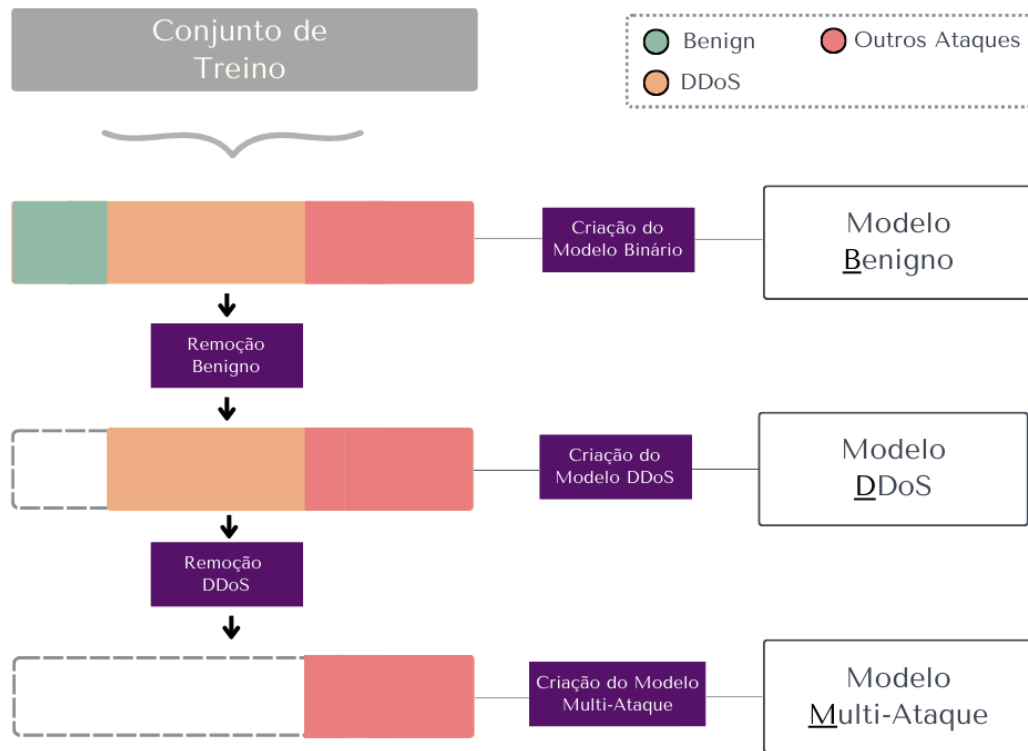 Conjunto de
Treino
Benign
Outros Ataques
DDoS
Criação do
Modelo Binário
Modelo
Benigno
Remoção
Benigno
Criação do
Modelo DDoS
Modelo
DDoS
Remoção
DDoS
Criação do Modelo
Multi-Ataque
Modelo
Multi-Ataque